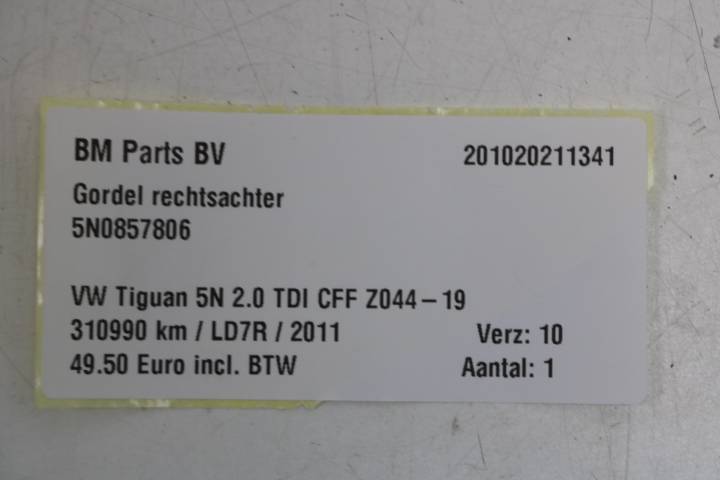 BM Parts BV 201020211341
Gordel rechtsachter
5N0857806
VW Tiguan 5N 2.0 TDI CFF Z044-19
310990 km / LD7R / 2011 Verz: 10
49.50 Euro incl. BTW Aantal: 1